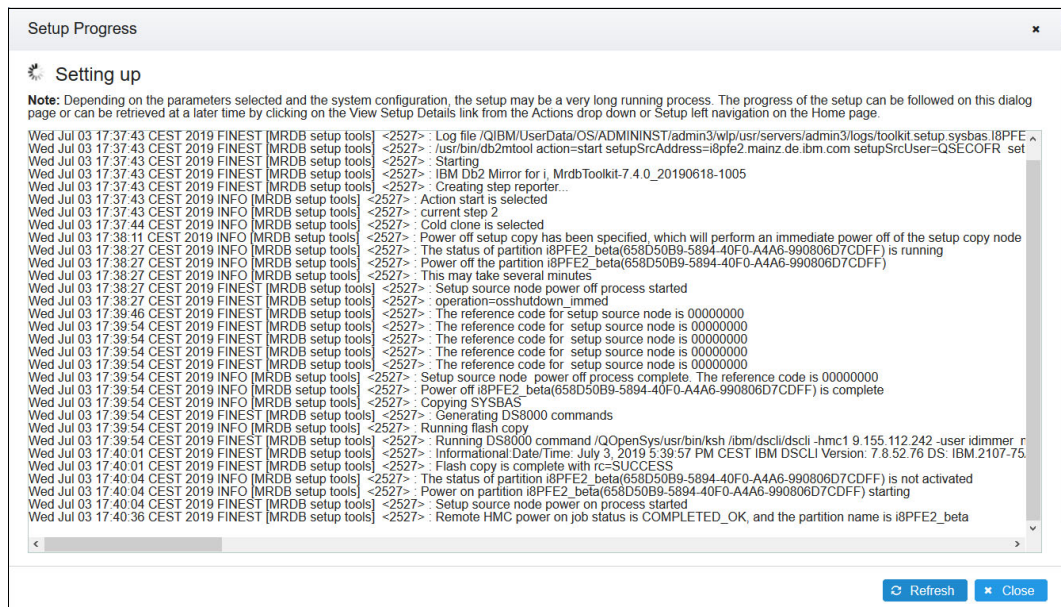 Setup Progress
Setting up
Note: Depending on the parameters selected and the system configuration, the setup may be a very long running process. The progress of the setup can be followed on this dialog
page or can be retrieved at a later time by clicking on the View Setup Details link from the Actions drop down or Setup left navigation on the Home page.
Wed Jul 03 17:37:43 CEST 2019 FINEST [MRDB setup tools] <2527> : Log file /QIBM/UserData/OS/ADMININST/admin3/wlp/usr/servers/admin3/logs/toolkit.setup.sysbas.I8PFE
Wed Jul 03 17:37:43 CEST 2019 FINEST [MRDB setup tools] <2527> : /usr/bin/db2mtool action=start setupSrcAddress=i8pfe2.mainz.de.ibm.com setupSrcUser=QSECOFR set
Wed Jul 03 17:37:43 CEST 2019 FINEST [MRDB setup tools] <2527> : Starting
Wed Jul 03 17:37:43 CEST 2019 FINEST [MRDB setup tools] <2527> : IBM Db2 Mirror for i, MrdbToolkit-7.4.0_20190618-1005
Wed Jul 03 17:37:43 CEST 2019 FINEST [MRDB setup tools] <2527> : Creating step reporter...
Wed Jul 03 17:37:43 CEST 2019 INFO [MRDB setup tools] <2527> : Action start is selected
Wed Jul 03 17:37:43 CEST 2019 INFO [MRDB setup tools] <2527> : current step 2
Wed Jul 03 17:37:44 CEST 2019 INFO [MRDB setup tools] <2527> : Cold clone is selected
Wed Jul 03 17:38:11 CEST 2019 INFO [MRDB setup tools] <2527> : Power off setup copy has been specified, which will perform an immediate power off of the setup copy node
Wed Jul 03 17:38:27 CEST 2019 INFO [MRDB setup tools] <2527> : The status of partition i8PFE2_beta(658D50B9-5894-40F0-A4A6-990806D7CDFF) is running
Wed Jul 03 17:38:27 CEST 2019 INFO [MRDB setup tools] <2527> : Power off the partition i8PFE2_beta(658D50B9-5894-40F0-A4A6-990806D7CDFF)
Wed Jul 03 17:38:27 CEST 2019 INFO [MRDB setup tools] <2527> : This may take several minutes
Wed Jul 03 17:38:27 CEST 2019 FINEST [MRDB setup tools] <2527> : Setup source node power off process started
Wed Jul 03 17:38:27 CEST 2019 FINEST [MRDB setup tools] <2527> : operation=osshutdown_immed
Wed Jul 03 17:39:46 CEST 2019 FINEST [MRDB setup tools] <2527> : The reference code for setup source node is 00000000
Wed Jul 03 17:39:54 CEST 2019 FINEST [MRDB setup tools] <2527> : The reference code for setup source node is 00000000
Wed Jul 03 17:39:54 CEST 2019 FINEST [MRDB setup tools] <2527> : The reference code for setup source node is 00000000
Wed Jul 03 17:39:54 CEST 2019 FINEST [MRDB setup tools] <2527> : The reference code for setup source node is 00000000
Wed Jul 03 17:39:54 CEST 2019 INFO [MRDB setup tools] <2527> : Setup source node power off process complete. The reference code is 00000000
Wed Jul 03 17:39:54 CEST 2019 INFO [MRDB setup tools] <2527> : Power off i8PFE2_beta(658D50B9-5894-40F0-A4A6-990806D7CDFF) is complete
Wed Jul 03 17:39:54 CEST 2019 INFO [MRDB setup tools] <2527> : Copying SYSBAS
Wed Jul 03 17:39:54 CEST 2019 FINEST [MRDB setup tools] <2527> : Generating DS8000 commands
Wed Jul 03 17:39:54 CEST 2019 INFO [MRDB setup tools] <2527> : Running flash copy
Wed Jul 03 17:39:54 CEST 2019 FINEST [MRDB setup tools] <2527> : Running DS8000 command /QOpenSys/usr/bin/ksh /ibm/dscli/dscli -hmc1 9.155.112.242 -user idimmer
Wed Jul 03 17:40:01 CEST 2019 FINEST [MRDB setup tools] <2527> : Informational:Date/Time: July 3, 2019 5:39:57 PM CEST IBM DSCLI Version: 7.8.52.76 DS: IBM.2107-75
Wed Jul 03 17:40:01 CEST 2019 FINEST [MRDB setup tools] <2527> : Flash copy is complete with rc=SUCCESS
Wed Jul 03 17:40:04 CEST 2019 INFO [MRDB setup tools] <2527> : The status of partition i8PFE2_beta(658D50B9-5894-40F0-A4A6-990806D7CDFF) is not activated
Wed Jul 03 17:40:04 CEST 2019 INFO [MRDB setup tools] <2527> : Power on partition i8PFE2_beta(658D50B9-5894-40F0-A4A6-990806D7CDFF) starting
Wed Jul 03 17:40:04 CEST 2019 FINEST [MRDB setup tools] <2527> : Setup source node power on process started
Wed Jul 03 17:40:36 CEST 2019 FINEST [MRDB setup tools] <2527> : Remote HMC power on job status is COMPLETED_OK, and the partition name is i8PFE2_beta
Refresh
Close